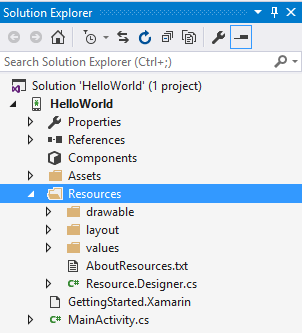 Solution Explorer
Search Solution Explorer (Ctrl+;)
Solution 'HelloWorld' (1 project)
HelloWorld
Properties
References
Components
Assets
Resources
drawable
layout
values
AboutResources.txt
C# Resource.Designer.cs
GettingStarted.Xamarin
C# MainActivity.cs